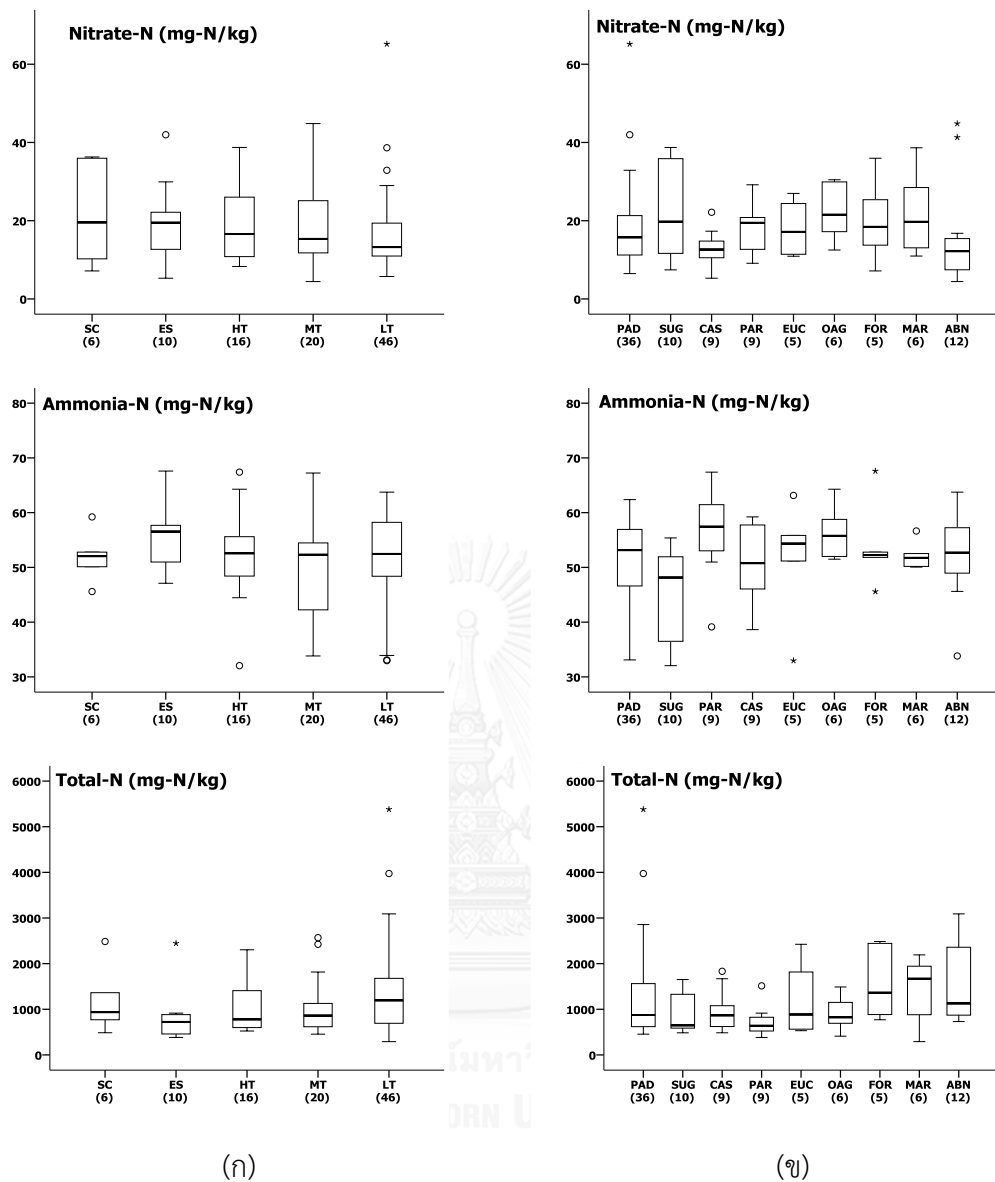 Nitrate-N (mg-N/kg)
60
40
20
0
SC ES HT MT LT
(6) (10) (16) (20) (46)
Nitrate-N (mg-N/kg)
60
40
20
0
PAD SUG CAS PAR EUC OAG FOR MAR ABN
(36) (10) (9) (9) (5) (6) (5) (6) (12)
Ammonia-N (mg-N/kg)
80
70
60
50
40
30
SC ES HT MT LT
(6) (10) (16) (20) (46)
Ammonia-N (mg-N/kg)
80
70
60
50
40
30
PAD SUG PAR CAS EUC OAG FOR MAR ABN
(36) (10) (9) (9) (5) (6) (5) (6) (12)
Total-N (mg-N/kg)
6000
5000
4000
3000
2000
1000
0
SC ES HT MT LT
(6) (10) (16) (20) (46)
Total-N (mg-N/kg)
6000
5000
4000
3000
2000
1000
0
PAD SUG CAS PAR EUC OAG FOR MAR ABN
(36) (10) (9) (9) (5) (6) (5) (6) (12)
(ก) (ข)